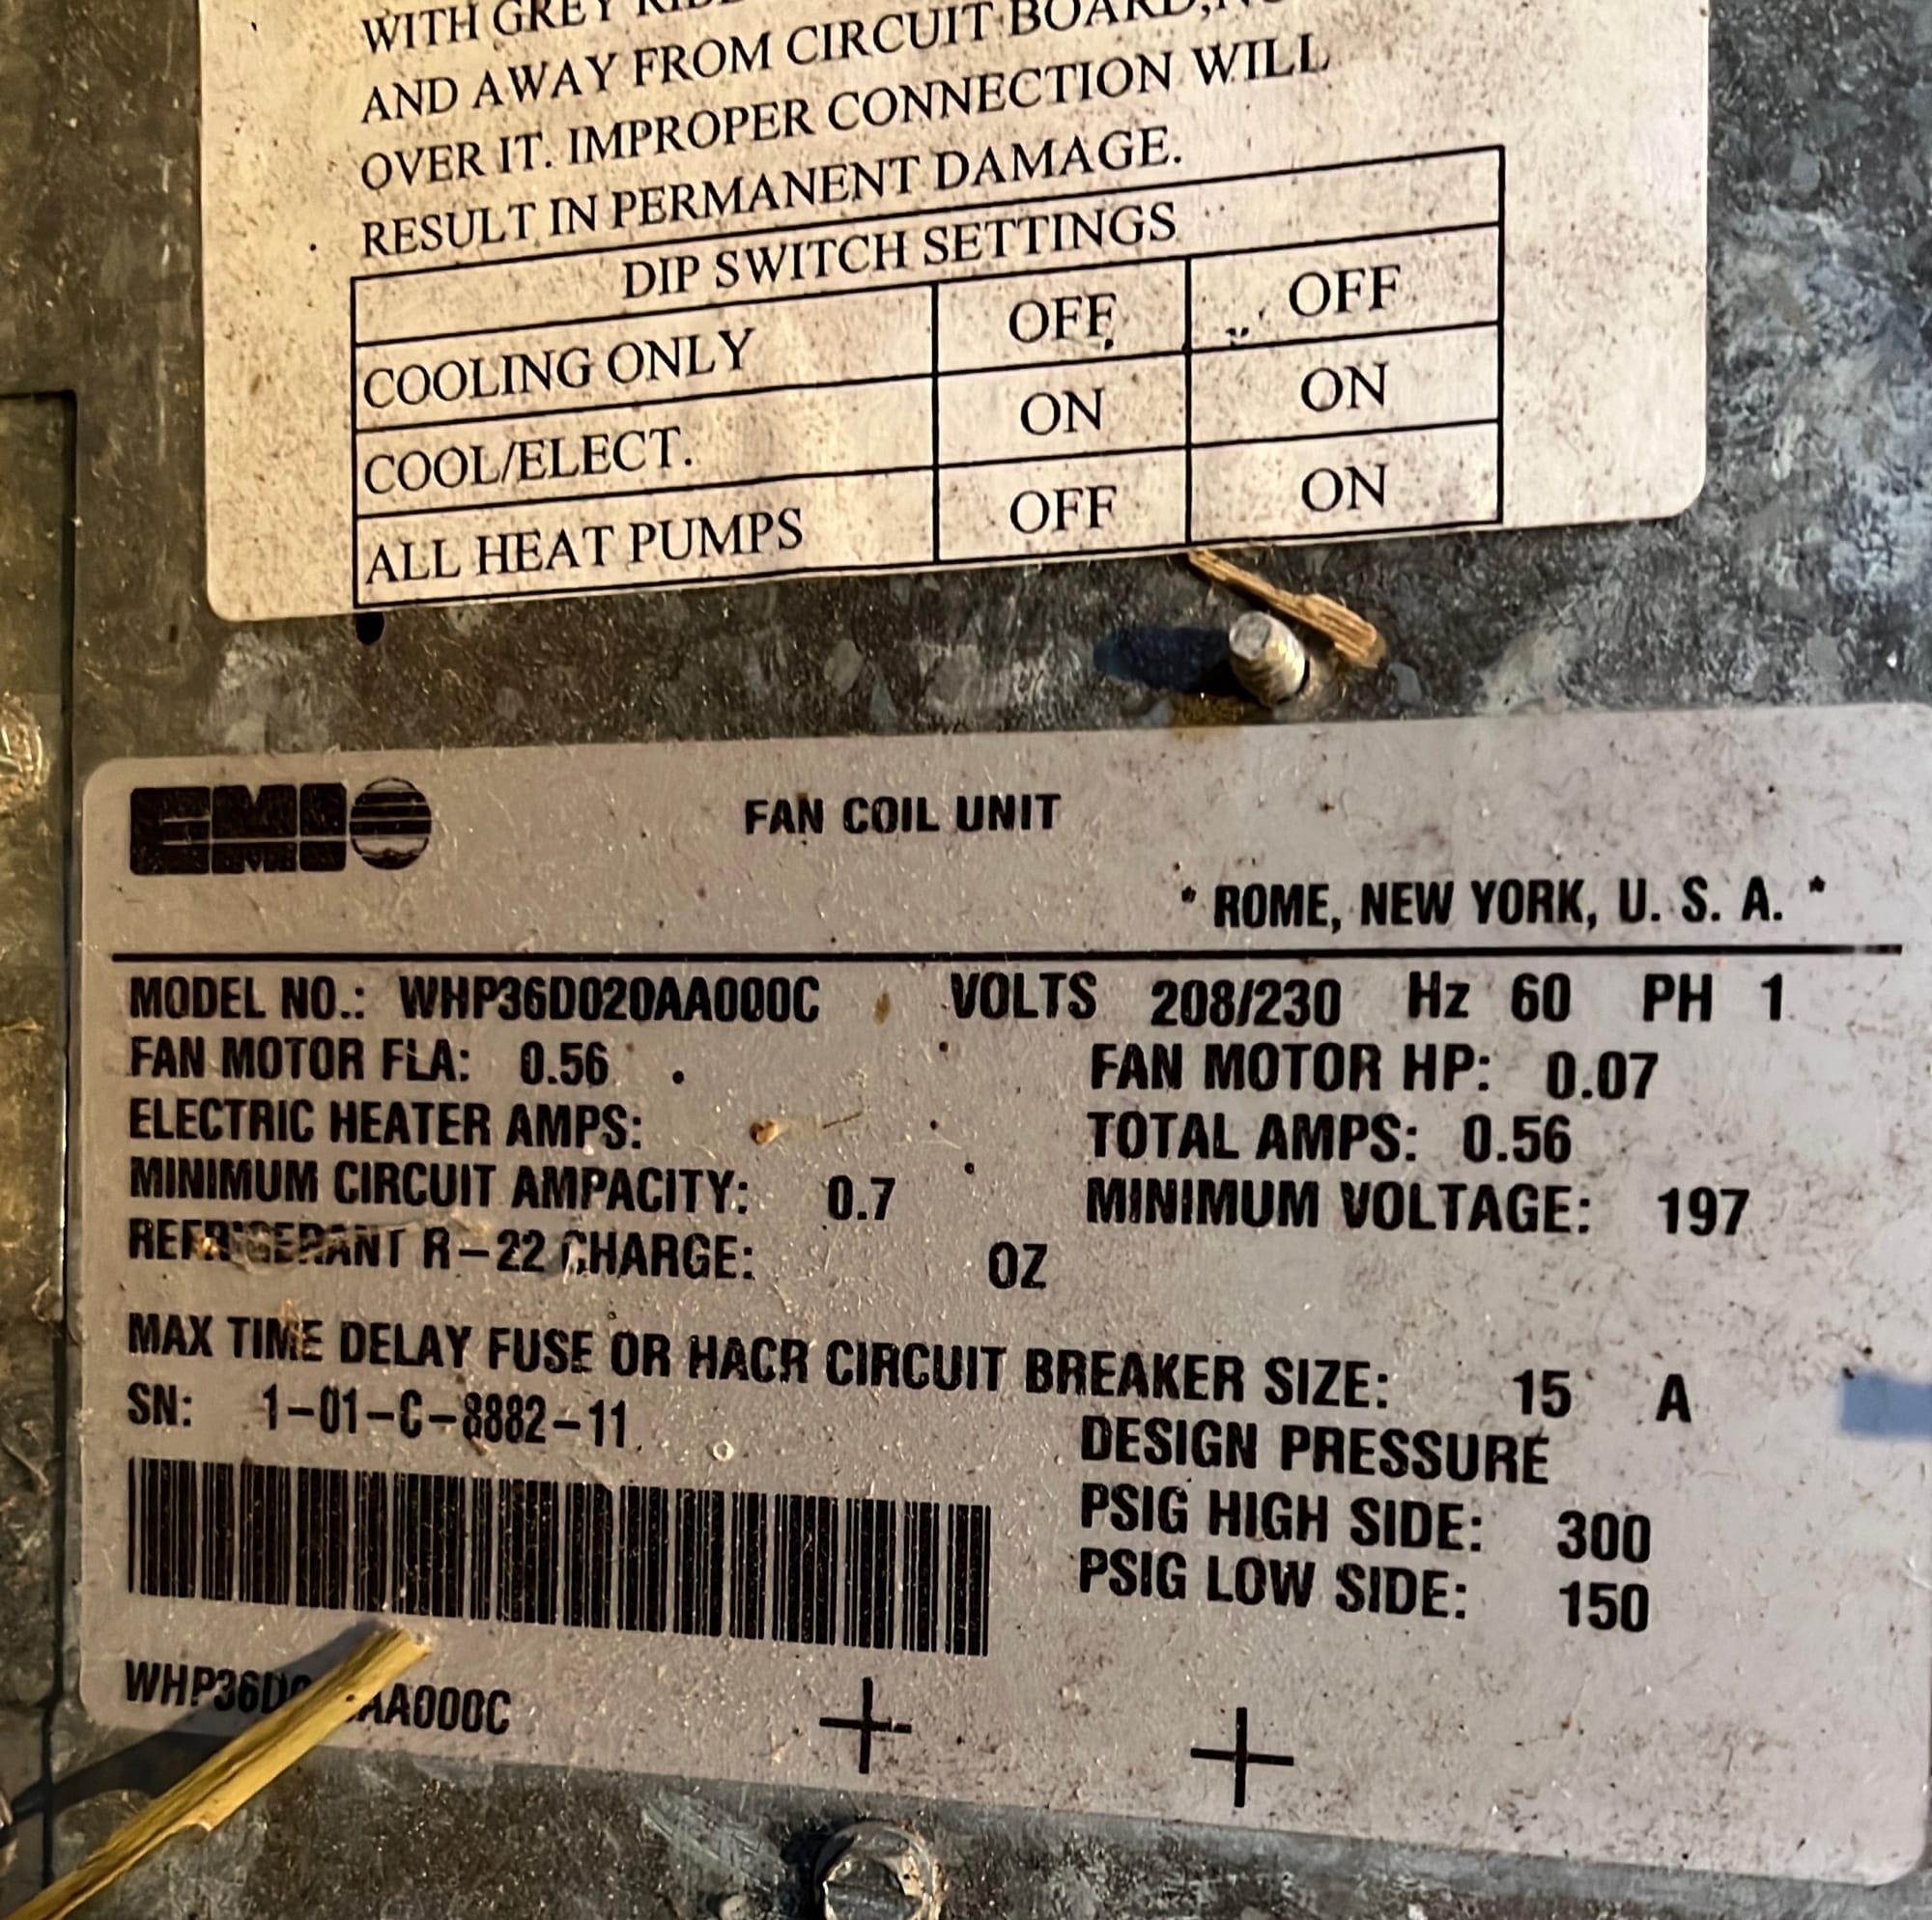 WITH GREY
AND AWAY FROM CIRCUIT BOARD,
OVER IT. IMPROPER CONNECTION WILL
RESULT IN PERMANENT DAMAGE.
DIP SWITCH SETTINGS
COOLING ONLY OFF OFF
COOL/ELECT. ON ON
ALL HEAT PUMPS OFF ON
EMI
FAN COIL UNIT
* ROME, NEW YORK, U. S. A. *
MODEL NO.: WHP36D020AA000C VOLTS 208/230 Hz 60 PH 1
FAN MOTOR FLA: 0.56 FAN MOTOR HP: 0.07
ELECTRIC HEATER AMPS: TOTAL AMPS: 0.56
MINIMUM CIRCUIT AMPACITY: 0.7 MINIMUM VOLTAGE: 197
REFRIGERANT R-22 CHARGE: OZ
MAX TIME DELAY FUSE OR HACR CIRCUIT BREAKER SIZE: 15 A
SN: 1-01-C-8882-11
DESIGN PRESSURE
PSIG HIGH SIDE: 300
PSIG LOW SIDE: 150